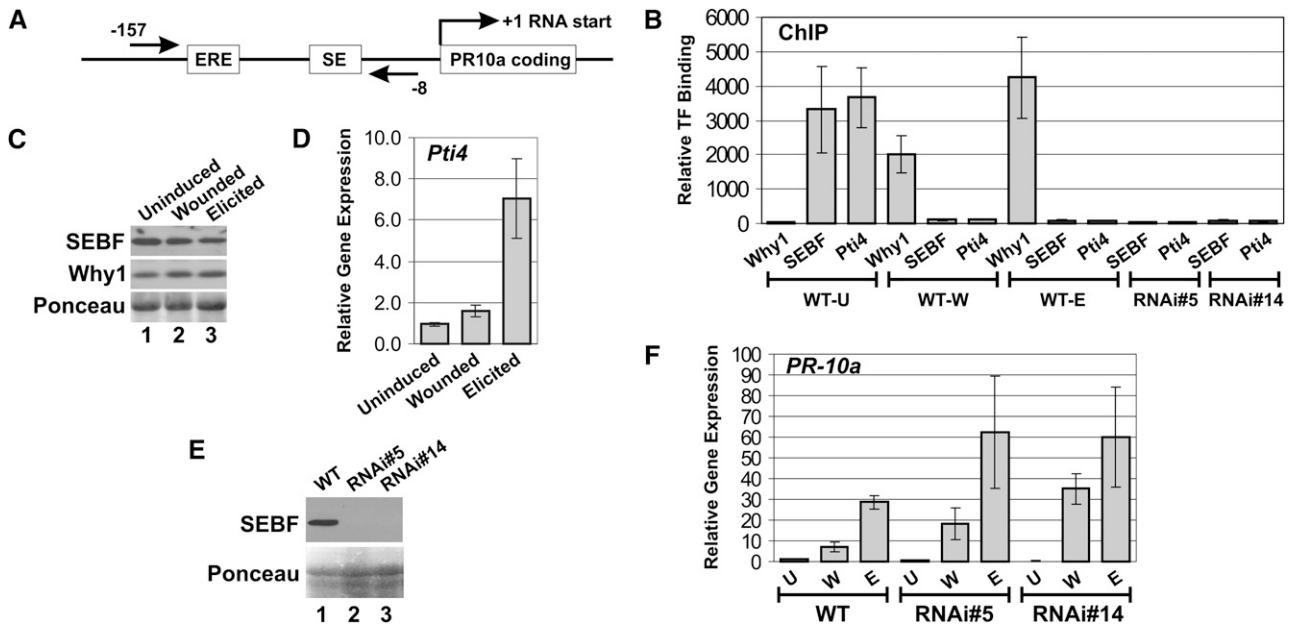 A
-157
ERE
SE
+1 RNA start
PR10a coding
-8
B
ChIP
Relative TF Binding
6000
5000
4000
3000
2000
1000
0
Why1
SEBF
Pti4
Why1
SEBF
Pti4
Why1
SEBF
Pti4
SEBF
Pti4
SEBF
Pti4
WT-U
WT-W
WT-E
RNAi#5
RNAi#14
C
Uninduced
Wounded
Elicited
SEBF
Why1
Ponceau
1 2 3
D
Pti4
Relative Gene Expression
10.0
8.0
6.0
4.0
2.0
0.0
Uninduced
Wounded
Elicited
E
WT
RNAi#5
RNAi#14
SEBF
Ponceau
1 2 3
F
PR-10a
Relative Gene Expression
100
90
80
70
60
50
40
30
20
10
0
U W E U W E U W E
WT RNAi#5 RNAi#14